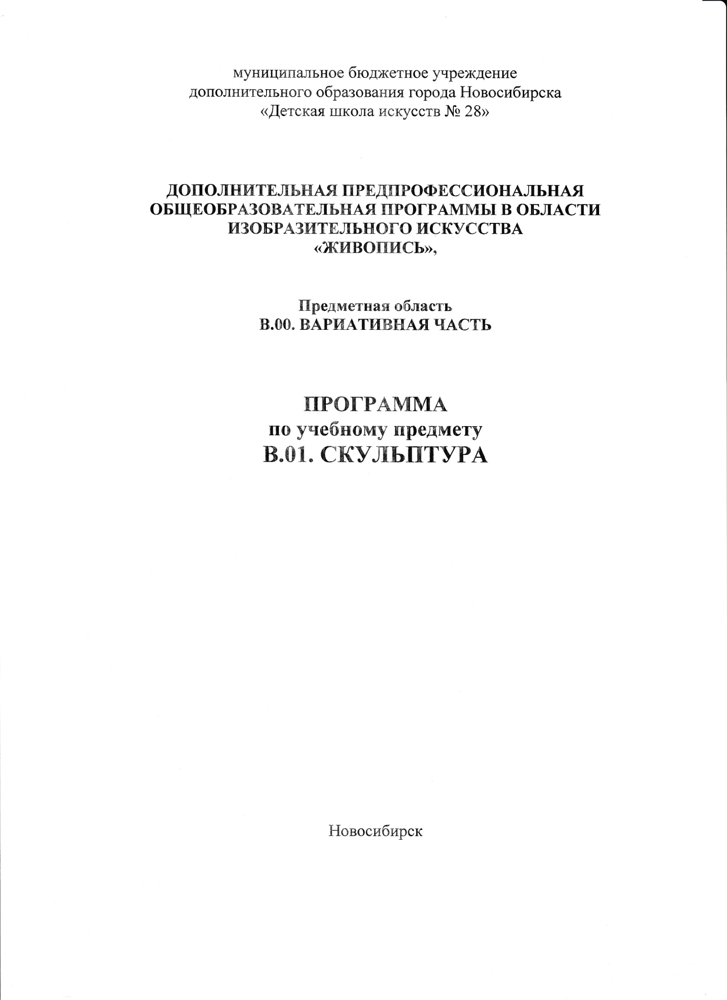 муниципальное бюджетное учреждение
дополнительного образования города Новосибирска
«Детская школа искусств № 28»
ДОПОЛНИТЕЛЬНАЯ ПРЕДПРОФЕССИОНАЛЬНАЯ
ОБЩЕОБРАЗОВАТЕЛЬНАЯ ПРОГРАММЫ В ОБЛАСТИ
ИЗОБРАЗИТЕЛЬНОГО ИСКУССТВА
«ЖИВОПИСЬ»,
Предметная область
В.00. ВАРИАТИВНАЯ ЧАСТЬ
ПРОГРАММА
по учебному предмету
В.01. СКУЛЬПТУРА
Новосибирск